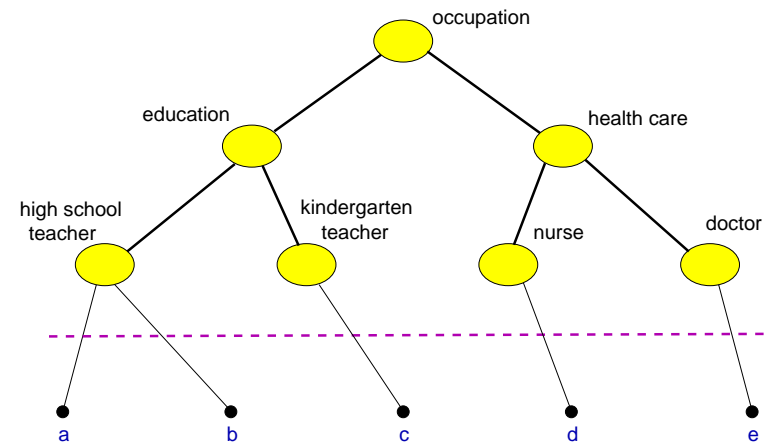 occupation
education
health care
high school
teacher
kindergarten
teacher
nurse
doctor
a
b
c
d
e